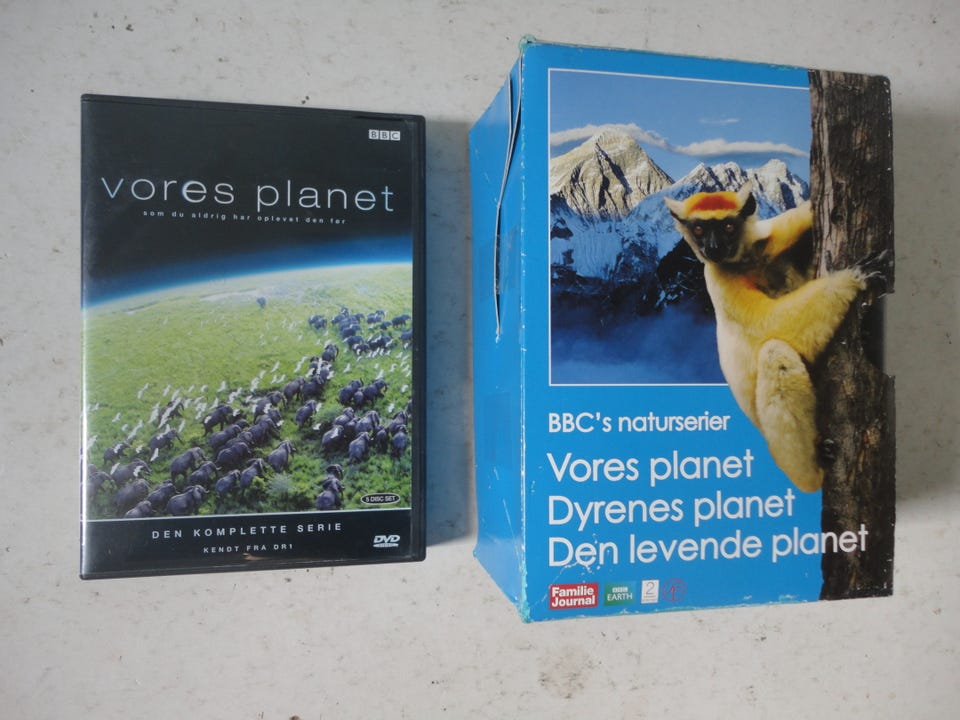 BBC
vores planet
som du aldrig har oplevet den før
5 DISC SET
DEN KOMPLETTE SERIE
KENDT FRA DR1
DVD
BBC's naturserier
Vores planet
Dyrenes planet
Den levende planet
Familie
Journal
BBC
EARTH
2